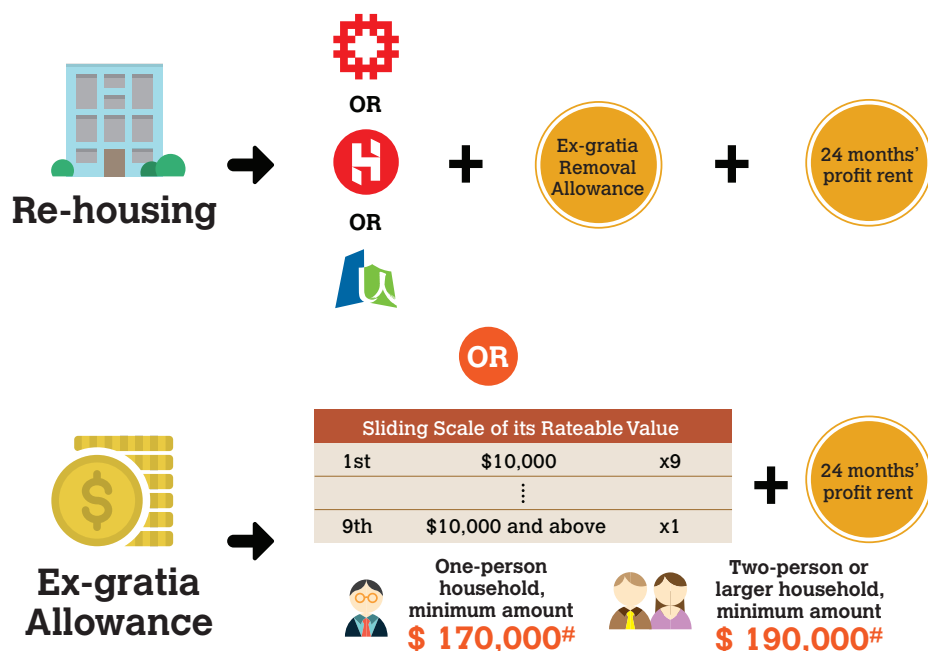 OR
OR
Re-housing
+
Ex-gratia
Removal
Allowance
+
24 months'
profit rent
OR
Sliding Scale of its Rateable Value
1st $10,000 x9
⋮
9th $10,000 and above x1
+
24 months'
profit rent
$
Ex-gratia
Allowance
One-person
household,
minimum amount
$ 170,000#
Two-person or
larger household,
minimum amount
$ 190,000#